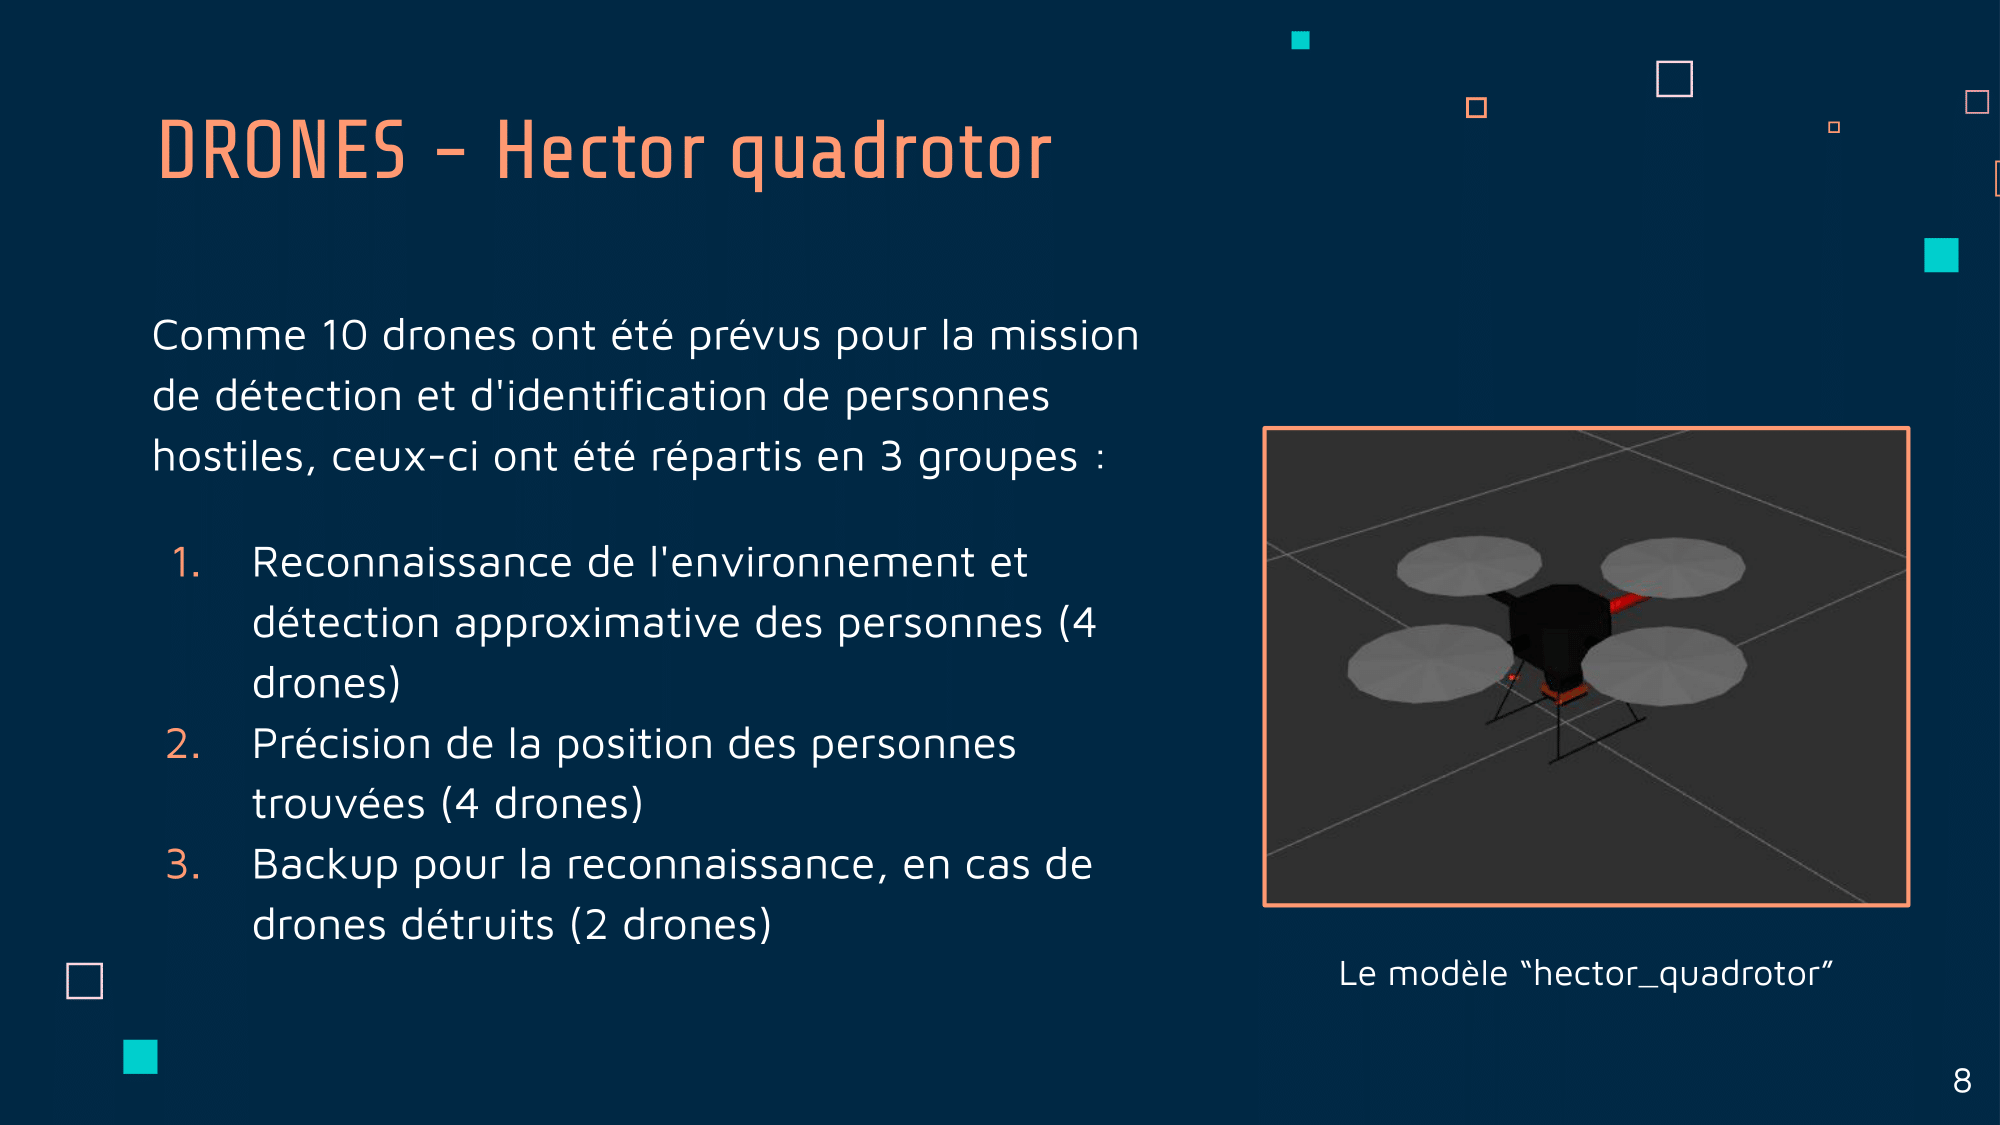 DRONES - Hector quadrotor
Comme 10 drones ont été prévus pour la mission
de détection et d'identification de personnes
hostiles, ceux-ci ont été répartis en 3 groupes :
1. Reconnaissance de l'environnement et
détection approximative des personnes (4
drones)
2. Précision de la position des personnes
trouvées (4 drones)
3. Backup pour la reconnaissance, en cas de
drones détruits (2 drones)
Le modèle “hector_quadrotor”
8